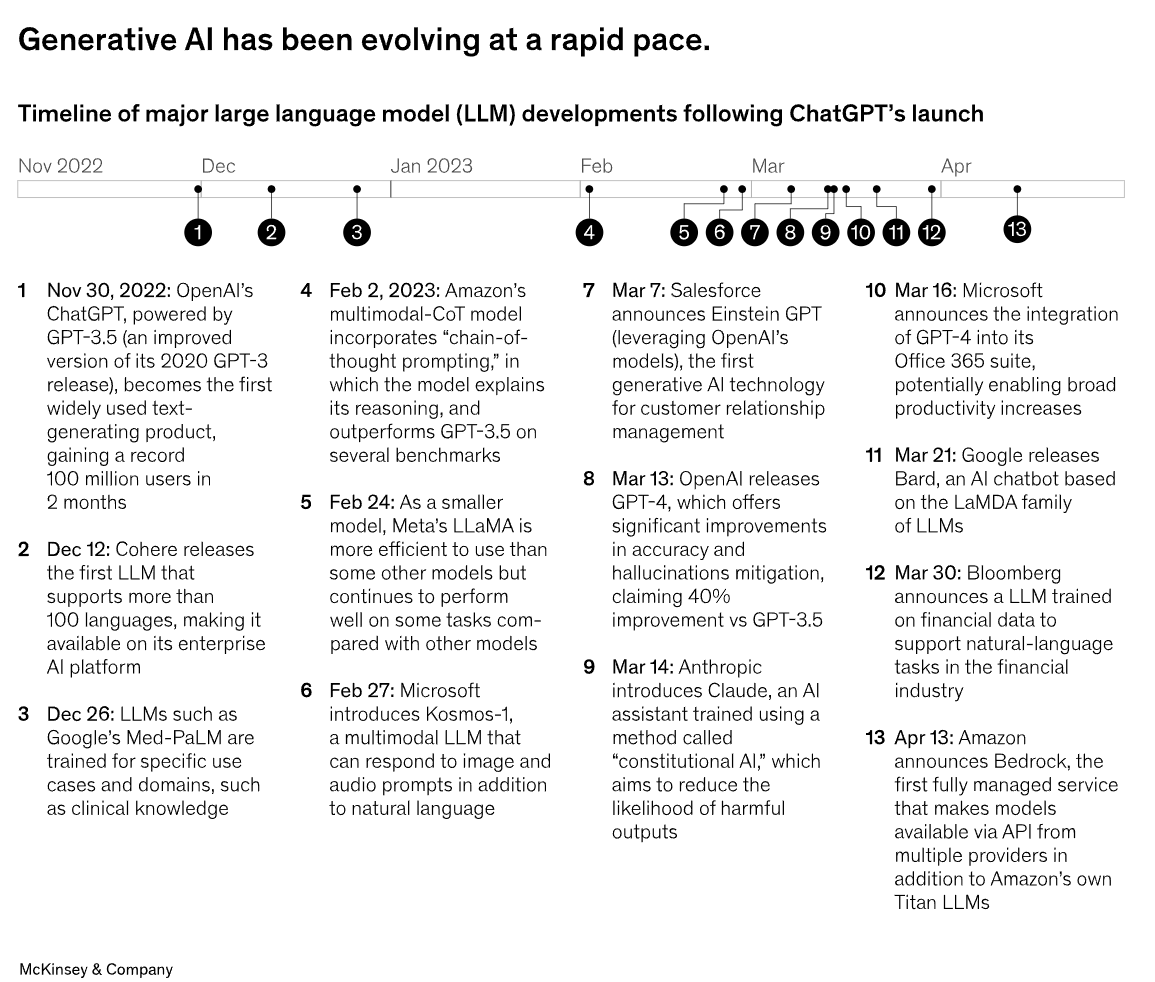 Generative AI has been evolving at a rapid pace.
Timeline of major large language model (LLM) developments following ChatGPT's launch
Nov 2022 Dec Jan 2023 Feb Mar Apr
1 2 3 4 5 6 7 8 9 10 11 12 13
1 Nov 30, 2022: OpenAI's
ChatGPT, powered by
GPT-3.5 (an improved
version of its 2020 GPT-3
release), becomes the first
widely used text-
generating product,
gaining a record
100 million users in
2 months
2 Dec 12: Cohere releases
the first LLM that
supports more than
100 languages, making it
available on its enterprise
AI platform
3 Dec 26: LLMs such as
Google's Med-PaLM are
trained for specific use
cases and domains, such
as clinical knowledge
4 Feb 2, 2023: Amazon's
multimodal-CoT model
incorporates “chain-of-
thought prompting,” in
which the model explains
its reasoning, and
outperforms GPT-3.5 on
several benchmarks
5 Feb 24: As a smaller
model, Meta's LLaMA is
more efficient to use than
some other models but
continues to perform
well on some tasks com-
pared with other models
6 Feb 27: Microsoft
introduces Kosmos-1,
a multimodal LLM that
can respond to image and
audio prompts in addition
to natural language
7 Mar 7: Salesforce
announces Einstein GPT
(leveraging OpenAI's
models), the first
generative AI technology
for customer relationship
management
8 Mar 13: OpenAI releases
GPT-4, which offers
significant improvements
in accuracy and
hallucinations mitigation,
claiming 40%
improvement vs GPT-3.5
9 Mar 14: Anthropic
introduces Claude, an AI
assistant trained using a
method called
“constitutional AI,” which
aims to reduce the
likelihood of harmful
outputs
10 Mar 16: Microsoft
announces the integration
of GPT-4 into its
Office 365 suite,
potentially enabling broad
productivity increases
11 Mar 21: Google releases
Bard, an AI chatbot based
on the LaMDA family
of LLMs
12 Mar 30: Bloomberg
announces a LLM trained
on financial data to
support natural-language
tasks in the financial
industry
13 Apr 13: Amazon
announces Bedrock, the
first fully managed service
that makes models
available via API from
multiple providers in
addition to Amazon's own
Titan LLMs
McKinsey & Company